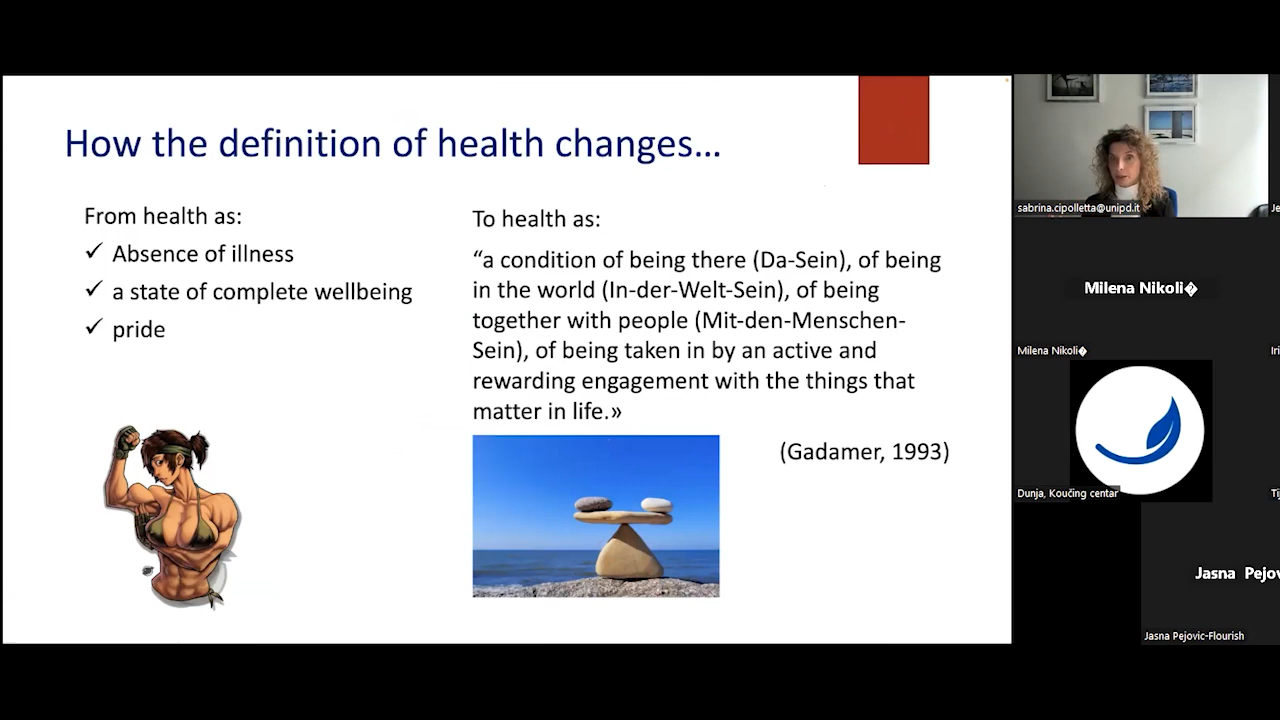 How the definition of health changes…
From health as:
✓ Absence of illness
✓ a state of complete wellbeing
✓ pride
To health as:
“a condition of being there (Da-Sein), of being
in the world (In-der-Welt-Sein), of being
together with people (Mit-den-Menschen-
Sein), of being taken in by an active and
rewarding engagement with the things that
matter in life.»
(Gadamer, 1993)
sabrina.cipolletta@unipd.it
Je
Milena Nikoli�
Milena Nikoli�
Iri
Dunja, Koučing centar
Tij
Jasna Pejov
Jasna Pejovic-Flourish